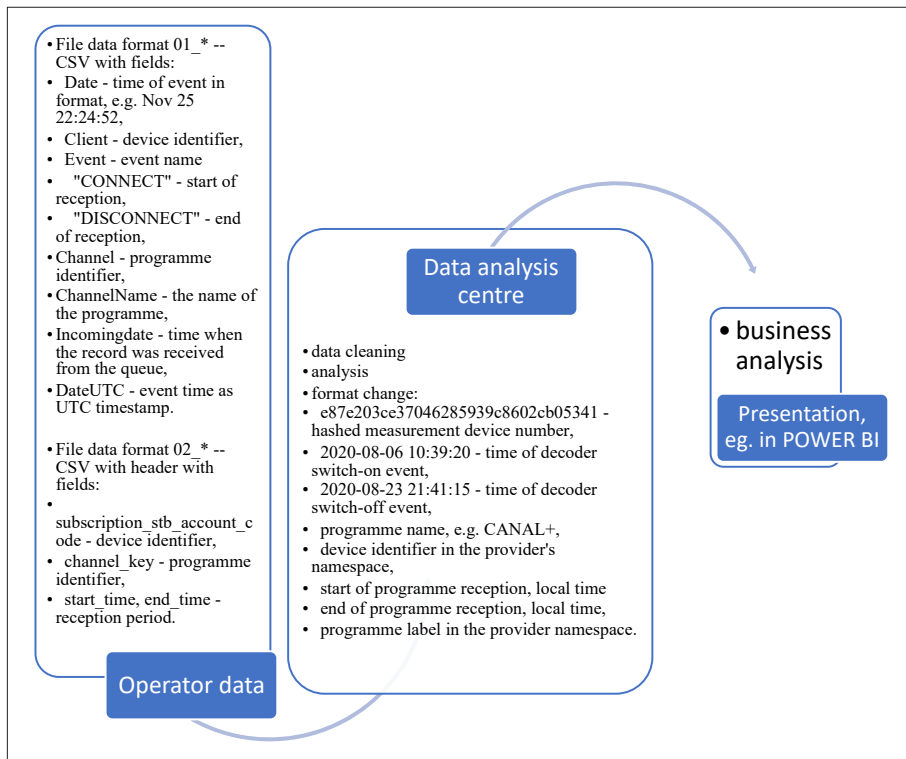 •File data format 01_* --
CSV with fields:
• Date - time of event in
format, e.g. Nov 25
22:24:52,
• Client - device identifier,
• Event - event name
• "CONNECT" - start of
reception,
• "DISCONNECT" - end
of reception,
•Channel - programme
identifier,
•ChannelName - the name of
the programme,
•Incomingdate - time when
the record was received
from the queue,
•DateUTC - event time as
UTC timestamp.
•File data format 02_* --
CSV with header with
fields:
•
subscription_stb_account_c
ode - device identifier,
• channel_key - programme
identifier,
• start_time, end_time -
reception period.
Operator data
Data analysis
centre
•data cleaning
•analysis
•format change:
• e87e203ce37046285939c8602cb05341 -
hashed measurement device number,
• 2020-08-06 10:39:20 - time of decoder
switch-on event,
• 2020-08-23 21:41:15 - time of decoder
switch-off event,
• programme name, e.g. CANAL+,
• device identifier in the provider's
namespace,
• start of programme reception, local time
• end of programme reception, local time,
• programme label in the provider namespace.
• business
analysis
Presentation,
eg. in POWER BI